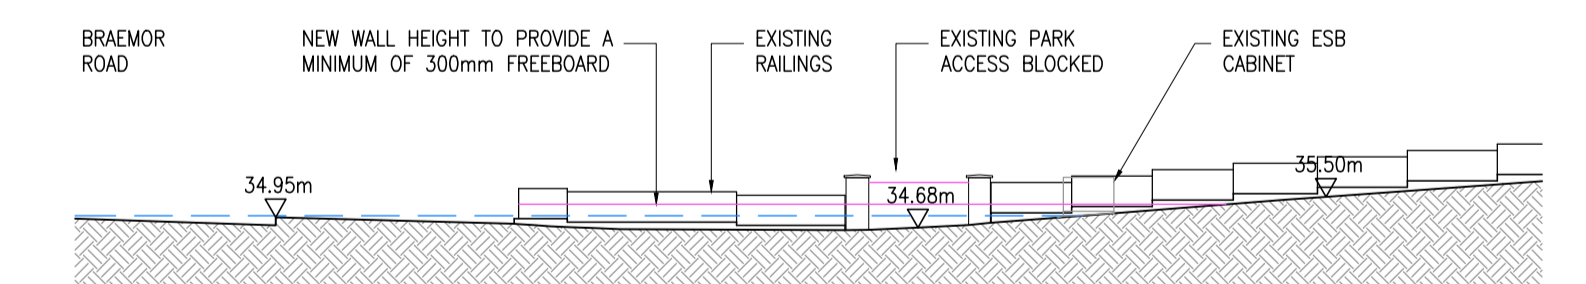 BRAEMOR
ROAD
NEW WALL HEIGHT TO PROVIDE A
MINIMUM OF 300mm FREEBOARD
EXISTING
RAILINGS
EXISTING PARK
ACCESS BLOCKED
EXISTING ESB
CABINET
34.95m
34.68m
35.50m